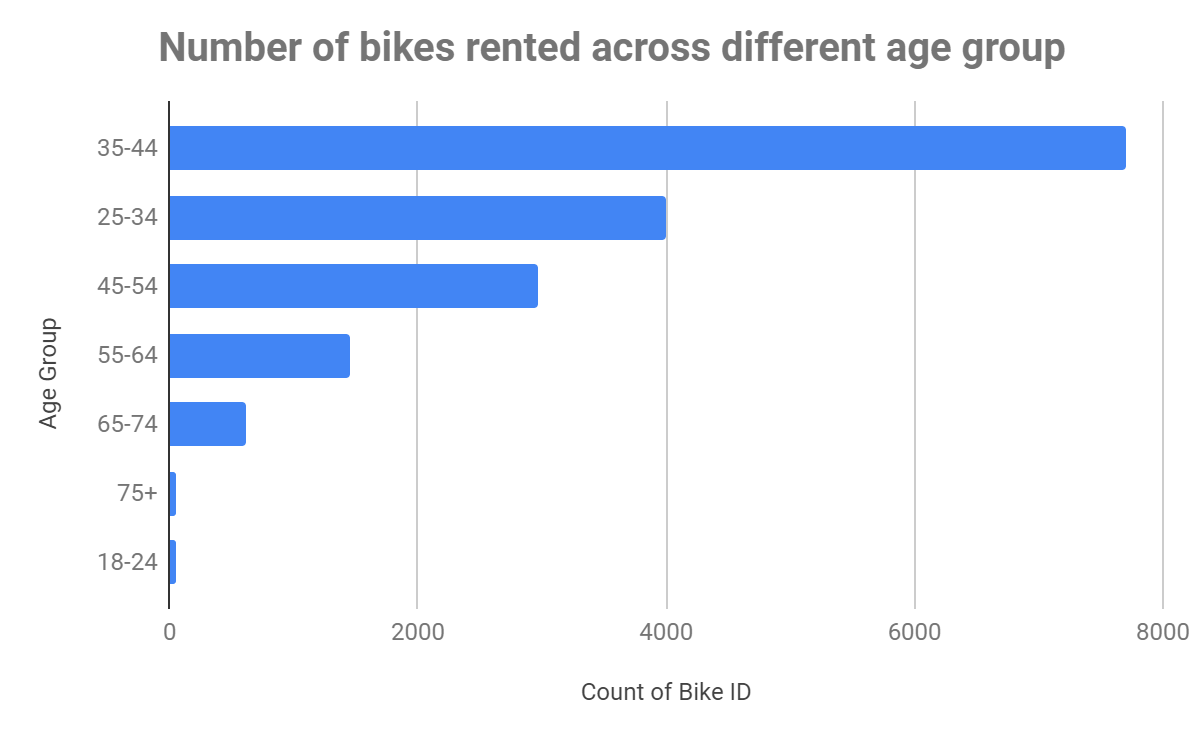 Number of bikes rented across different age group
35-44
25-34
45-54
55-64
65-74
75+
18-24
Age Group
0 2000 4000 6000 8000
Count of Bike ID